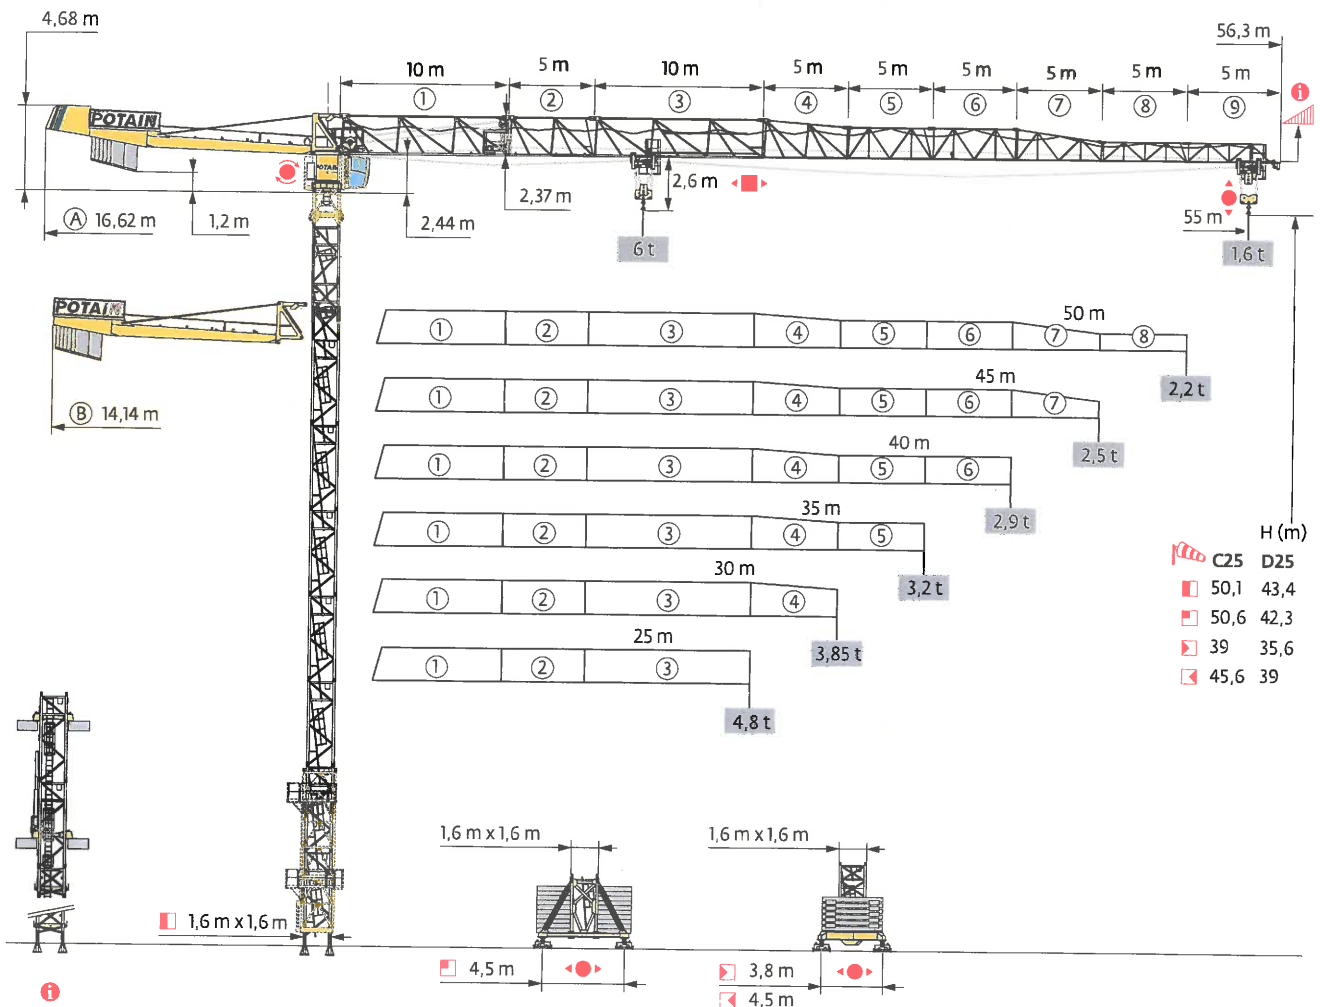 4,68 m
56,3 m
10 m 5 m 10 m 5 m 5 m 5 m 5 m 5 m 5 m
① ② ③ ④ ⑤ ⑥ ⑦ ⑧ ⑨
i
POTAIN
POTAIN
2,6 m
2,37 m
Ⓐ 16,62 m
1,2 m
2,44 m
55 m
6 t
1,6 t
POTAIN
50 m
① ② ③ ④ ⑤ ⑥ ⑦ ⑧
2,2 t
Ⓑ 14,14 m
45 m
① ② ③ ④ ⑤ ⑥ ⑦
2,5 t
40 m
① ② ③ ④ ⑤ ⑥
2,9 t
35 m
① ② ③ ④ ⑤
3,2 t
30 m
① ② ③ ④
3,85 t
25 m
① ② ③
4,8 t
H (m)
C25 D25
50,1 43,4
50,6 42,3
39 35,6
45,6 39
1,6 m x 1,6 m
1,6 m x 1,6 m
1,6 m x 1,6 m
4,5 m
3,8 m
4,5 m
i